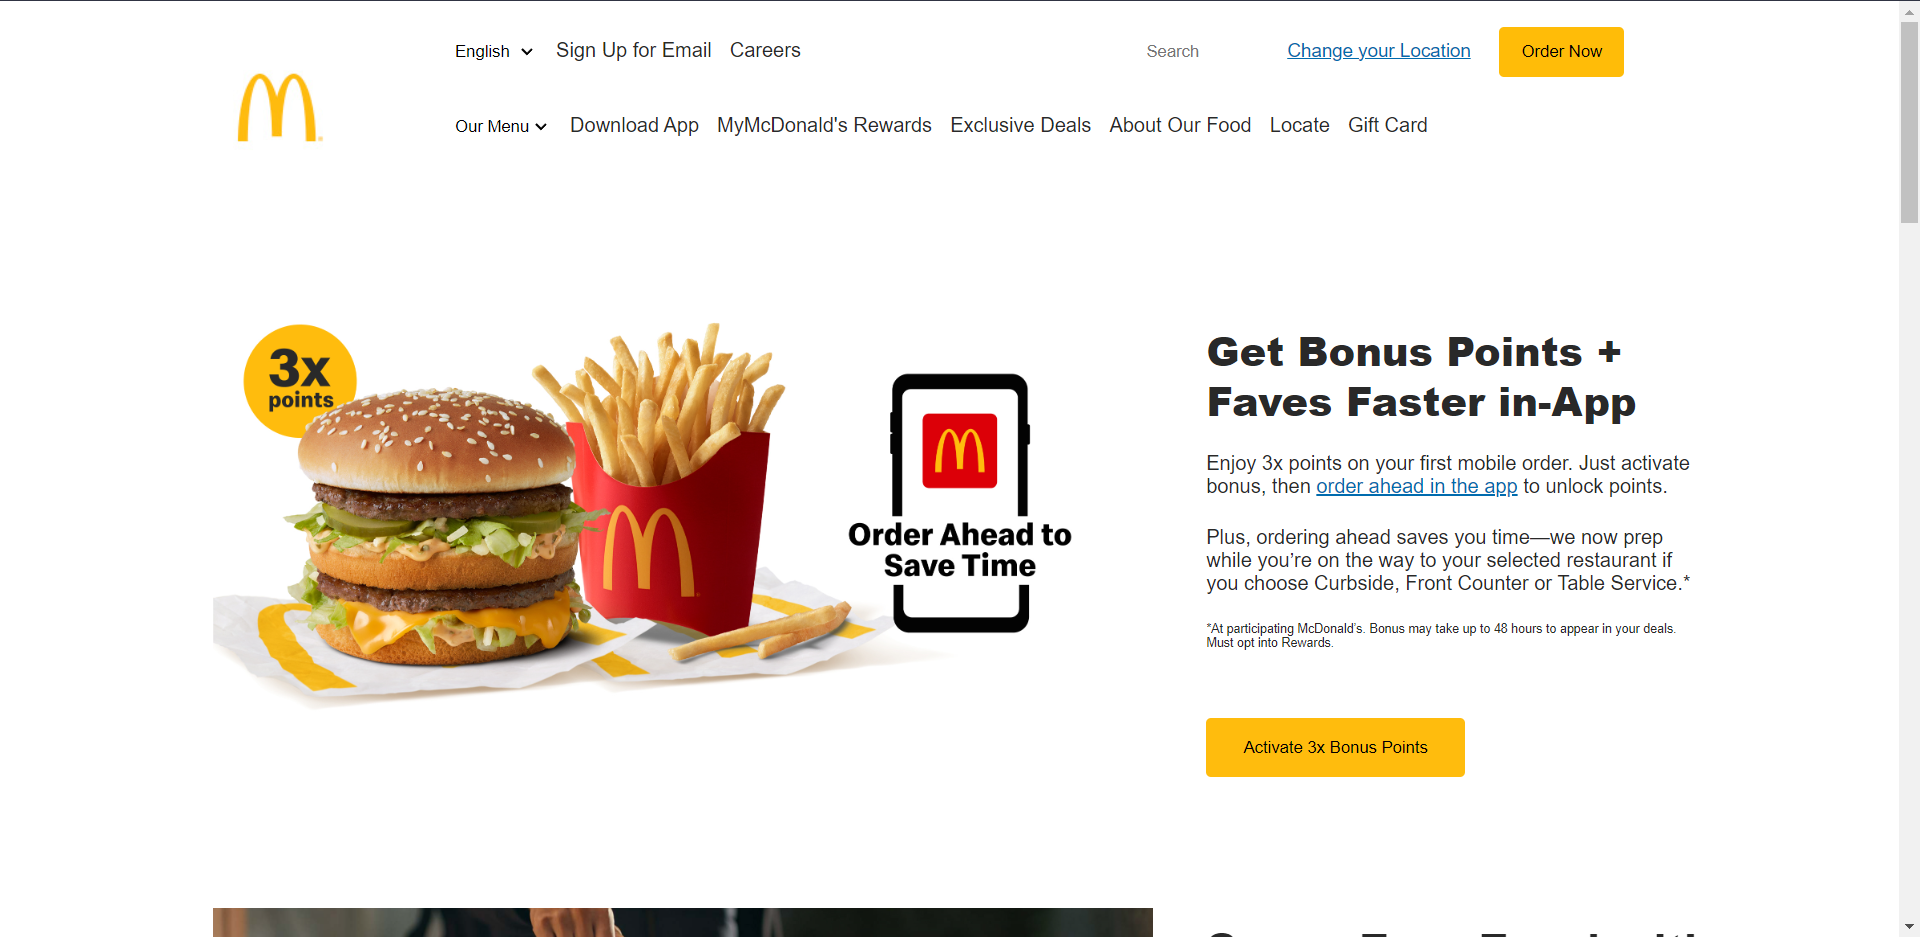 English
Sign Up for Email
Careers
Search
Change your Location
Order Now
Our Menu
Download App
MyMcDonald's Rewards
Exclusive Deals
About Our Food
Locate
Gift Card
3x
points
Order Ahead to
Save Time
Get Bonus Points +
Faves Faster in-App
Enjoy 3x points on your first mobile order. Just activate
bonus, then order ahead in the app to unlock points.
Plus, ordering ahead saves you time—we now prep
while you’re on the way to your selected restaurant if
you choose Curbside, Front Counter or Table Service.*
*At participating McDonald’s. Bonus may take up to 48 hours to appear in your deals.
Must opt into Rewards.
Activate 3x Bonus Points